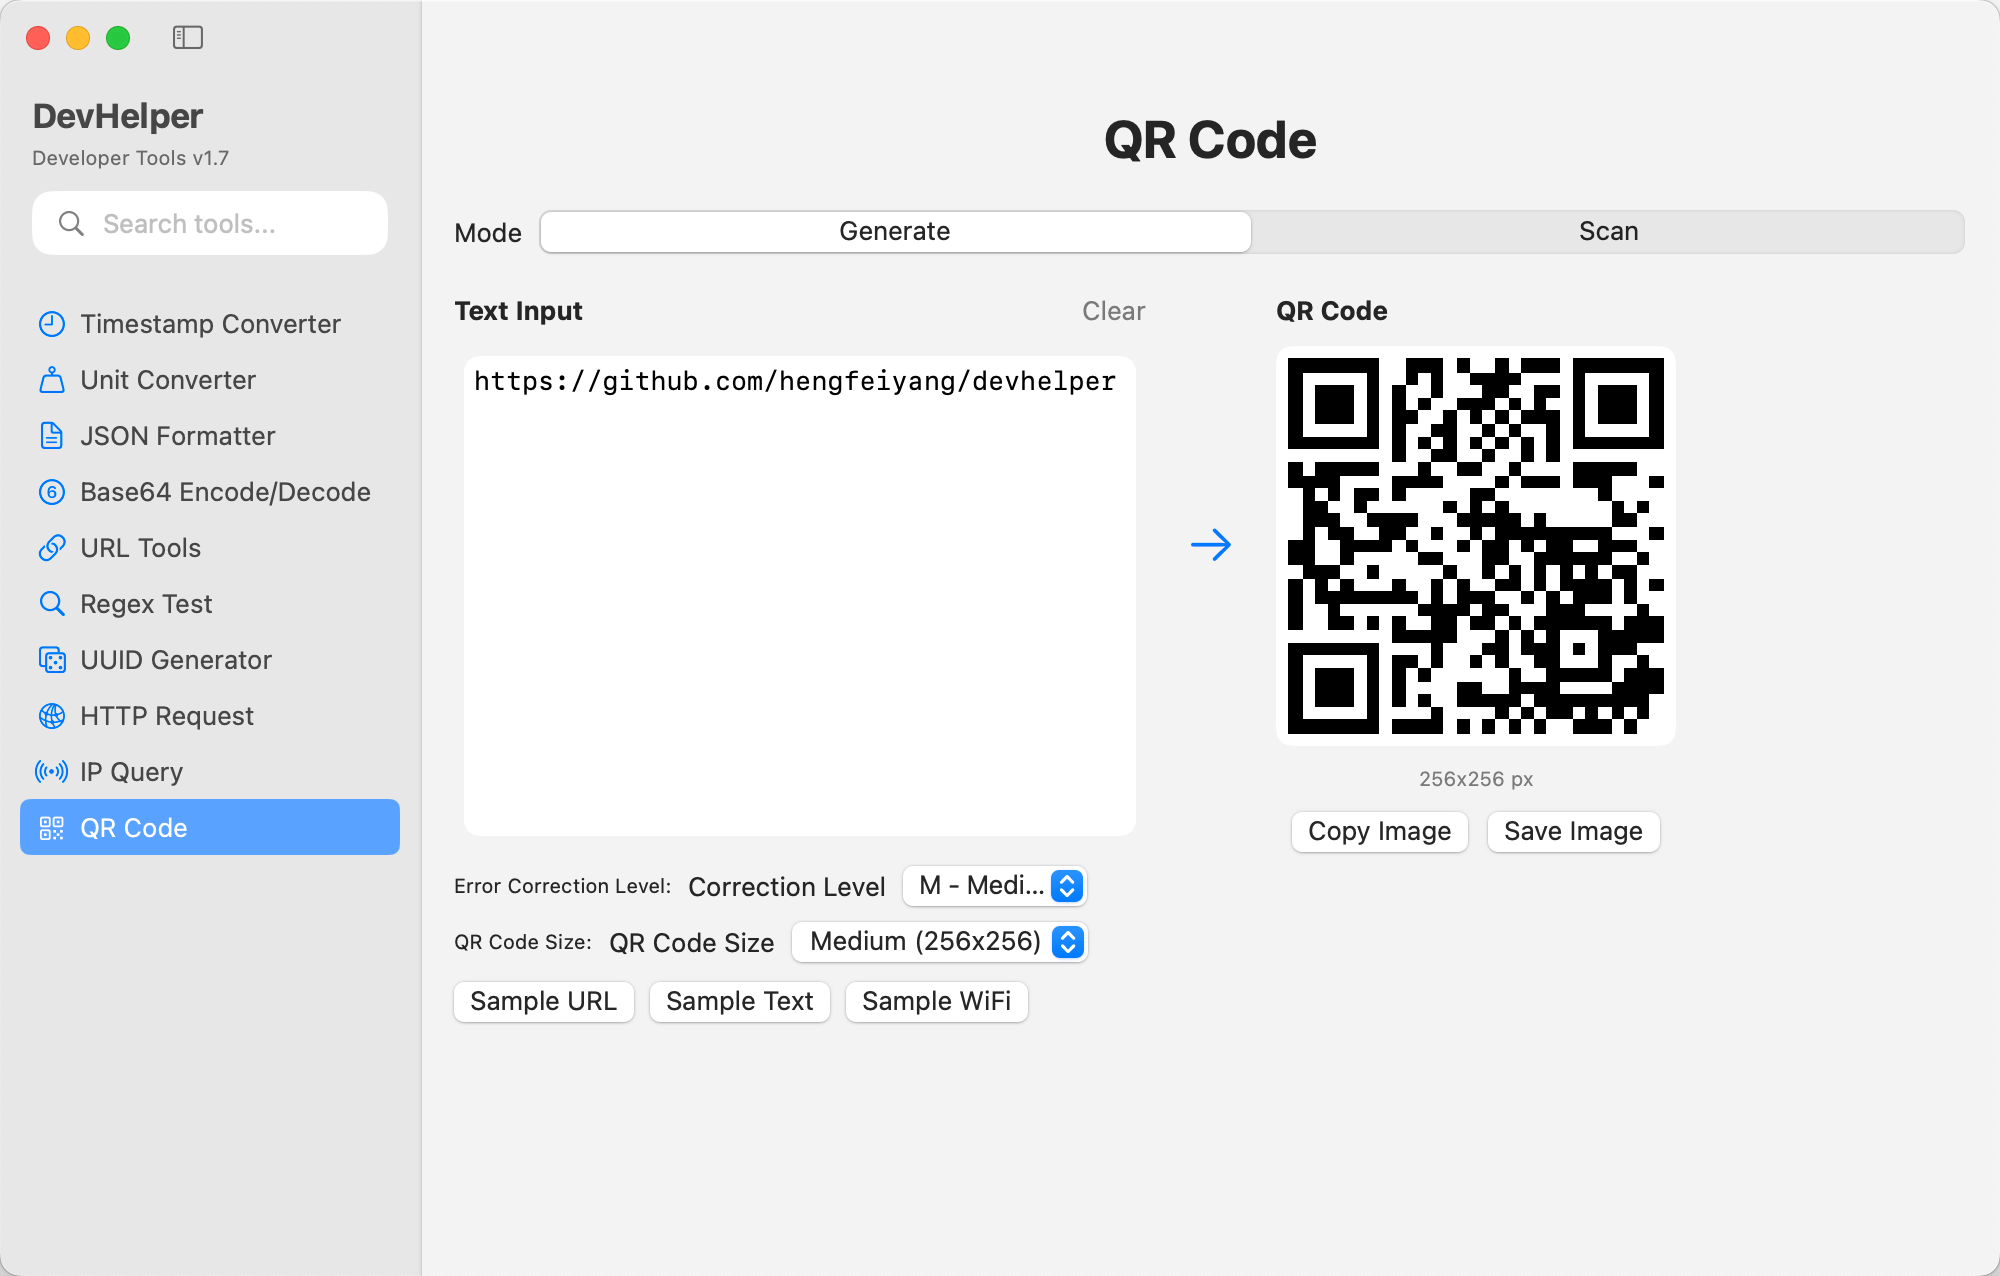 DevHelper
Developer Tools v1.7
Search tools...
Timestamp Converter
Unit Converter
JSON Formatter
6 Base64 Encode/Decode
URL Tools
Regex Test
UUID Generator
HTTP Request
IP Query
QR Code
QR Code
Mode Generate Scan
Text Input Clear
https://github.com/hengfeiyang/devhelper
QR Code
256x256 px
Copy Image Save Image
Error Correction Level: Correction Level M - Medi...
QR Code Size: QR Code Size Medium (256x256)
Sample URL Sample Text Sample WiFi